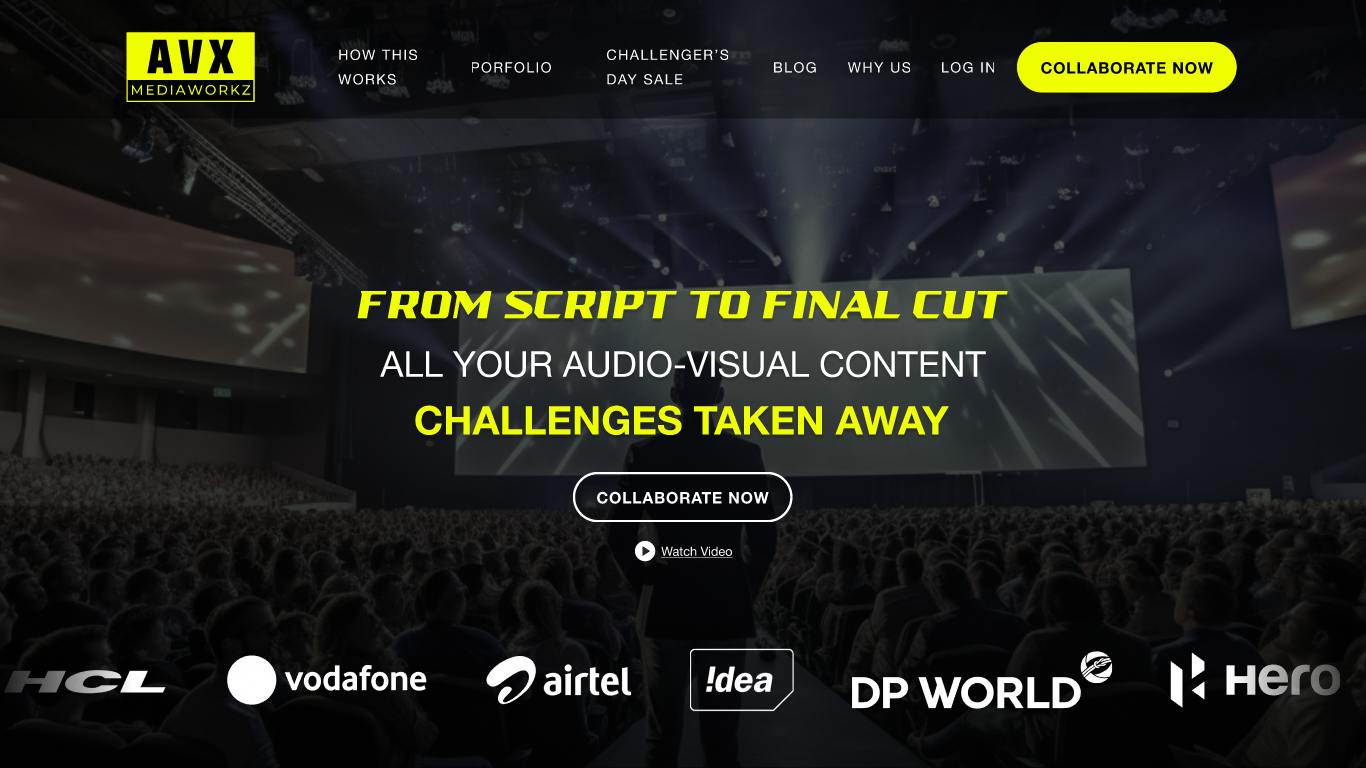 AVX
MEDIAWORKZ
HOW THIS
WORKS
PORFOLIO
CHALLENGER'S
DAY SALE
BLOG
WHY US
LOG IN
COLLABORATE NOW
FROM SCRIPT TO FINAL CUT
ALL YOUR AUDIO-VISUAL CONTENT
CHALLENGES TAKEN AWAY
COLLABORATE NOW
Watch Video
HCL
vodafone
airtel
!dea
DP WORLD
Hero